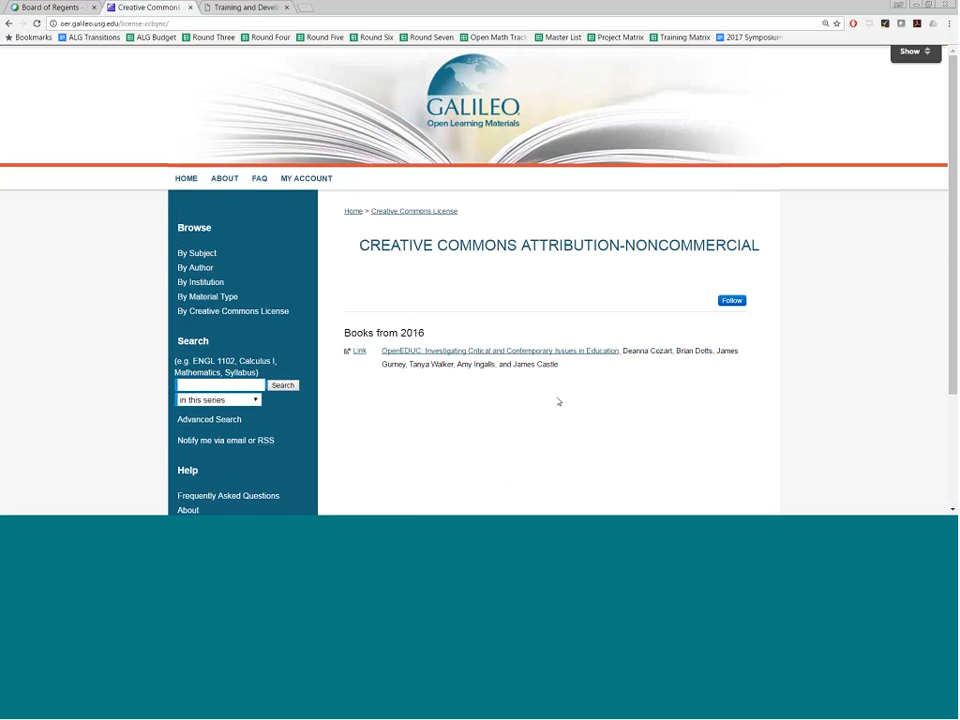 Board of Regents -
Creative Commons
Training and Devel
oer.galileo.usg.edu/license-ccbync/
Bookmarks ALG Transitions ALG Budget Round Three Round Four Round Five Round Six Round Seven Open Math Track Master List Project Matrix Training Matrix 2017 Symposium
Show
GALILEO
Open Learning Materials
HOME ABOUT FAQ MY ACCOUNT
Home > Creative Commons License
Browse
CREATIVE COMMONS ATTRIBUTION-NONCOMMERCIAL
By Subject
By Author
By Institution
By Material Type
Follow
By Creative Commons License
Books from 2016
Search
Link OpenEDUC: Investigating Critical and Contemporary Issues in Education, Deanna Cozart, Brian Dotts, James
Gurney, Tanya Walker, Amy Ingalls, and James Castle
(e.g. ENGL 1102, Calculus I,
Mathematics, Syllabus)
Search
in this series
Advanced Search
Notify me via email or RSS
Help
Frequently Asked Questions
About